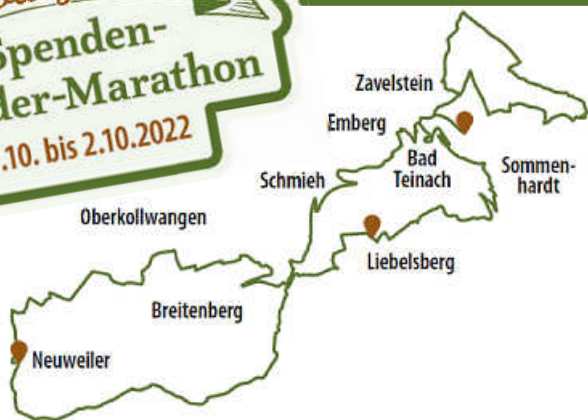 Spenden-
der-Marathon
.10. bis 2.10.2022
Zavelstein
Emberg
Bad
Teinach
Sommen-
hardt
Schmieh
Oberkollwangen
Liebelsberg
Breitenberg
Neuweiler